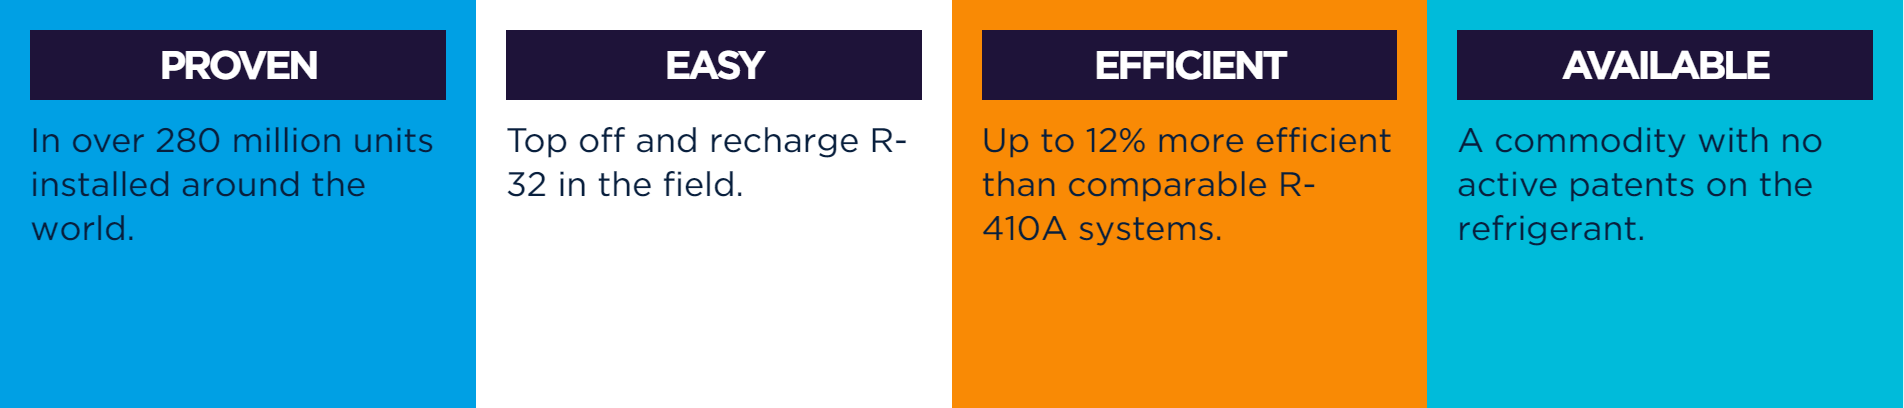 PROVEN
In over 280 million units
installed around the
world.
EASY
Top off and recharge R-
32 in the field.
EFFICIENT
Up to 12% more efficient
than comparable R-
410A systems.
AVAILABLE
A commodity with no
active patents on the
refrigerant.